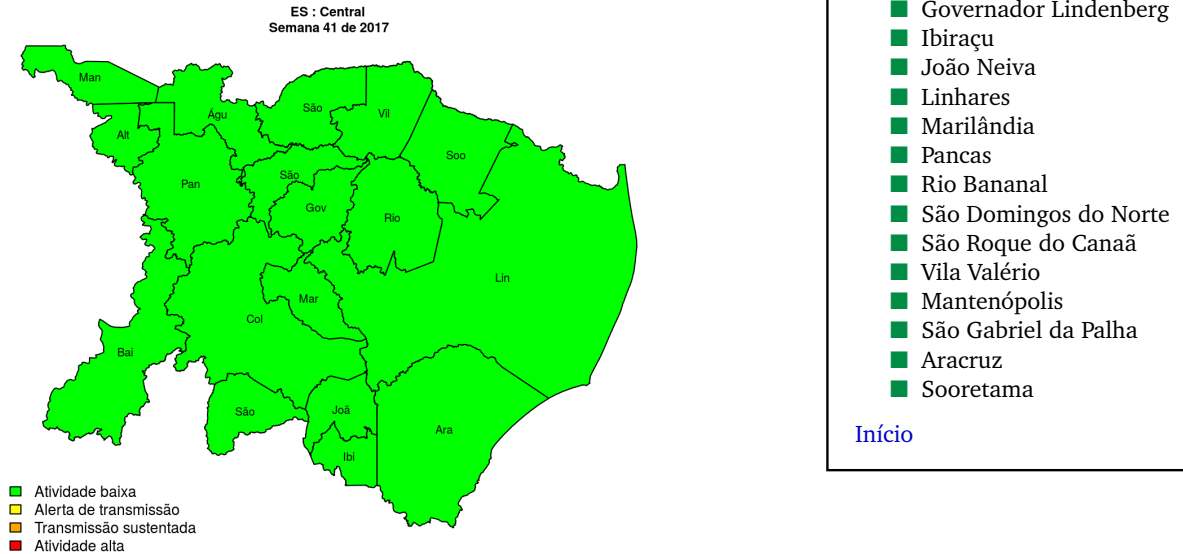 ES : Central
Semana 41 de 2017
Man
Águ
São
Vil
Alt
Soo
Pan
São
Gov
Rio
Lin
Mar
Col
Bai
São
Joã
Ara
Ibi
Atividade baixa
Alerta de transmissão
Transmissão sustentada
Atividade alta
Governador Lindenberg
Ibiraçu
João Neiva
Linhares
Marilândia
Pancas
Rio Bananal
São Domingos do Norte
São Roque do Canaã
Vila Valério
Mantenópolis
São Gabriel da Palha
Aracruz
Sooretama
Início